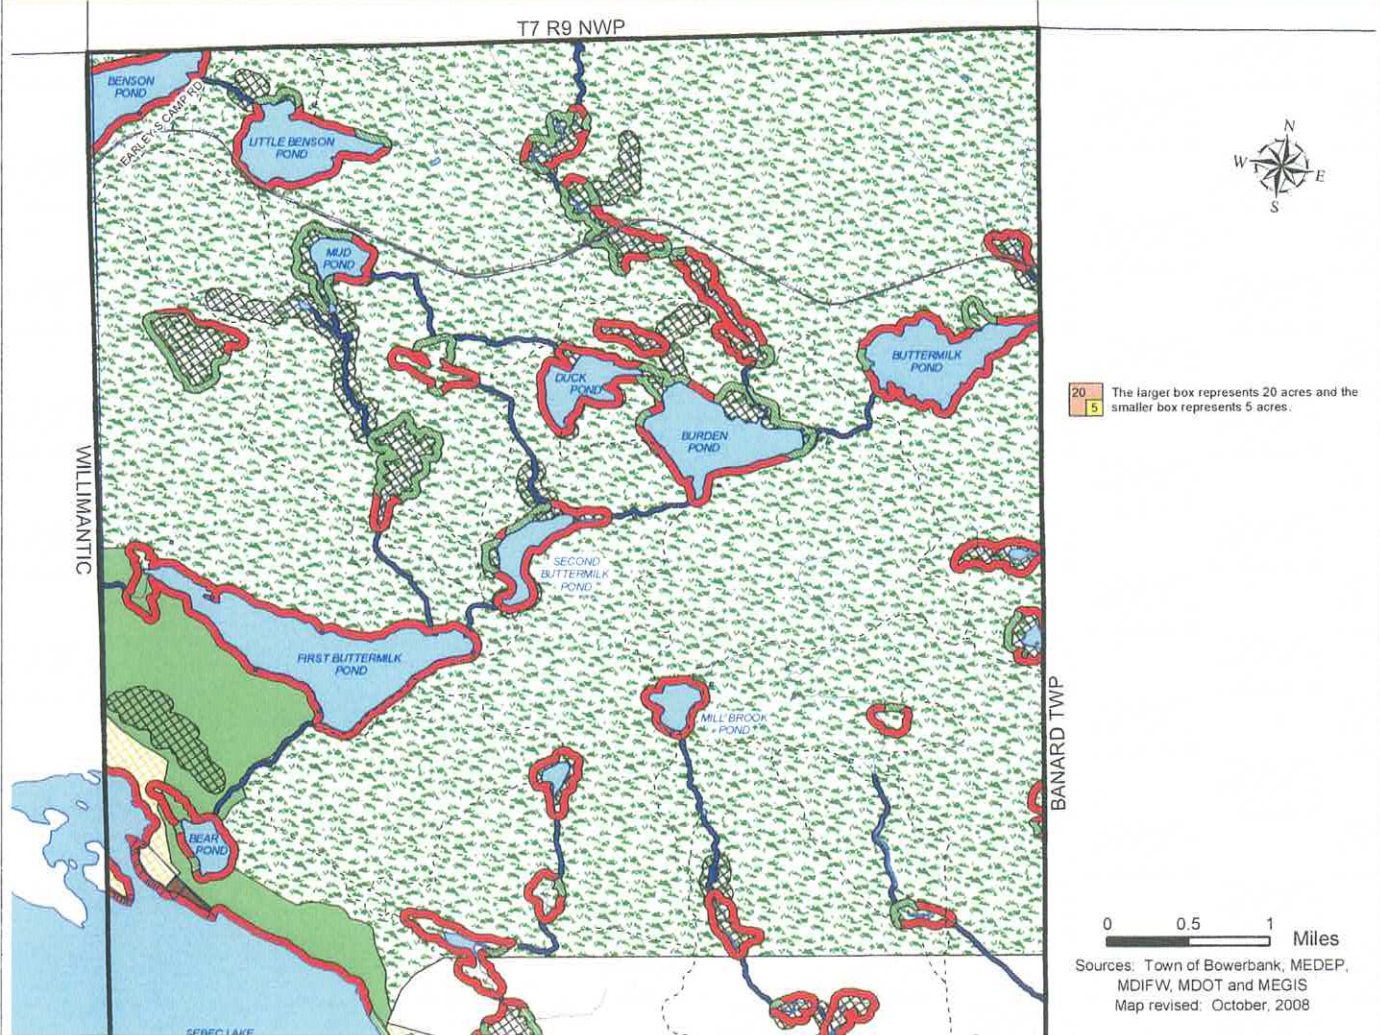 T7 R9 NWP
BENSON
POND
EARLEY'S CAMP RD
LITTLE BENSON
POND
MUD
POND
DUCK
POND
BUTTERMILK
POND
BURDEN
POND
SECOND
BUTTERMILK
POND
FIRST BUTTERMILK
POND
MILL BROOK
POND
BEAR
POND
SEBEC LAKE
WILLIMANTIC
BANARD TWP
N
W
E
S
20
5
The larger box represents 20 acres and the
smaller box represents 5 acres.
0 0.5 1
Miles
Sources: Town of Bowerbank, MEDEP,
MDIFW, MDOT and MEGIS
Map revised: October, 2008